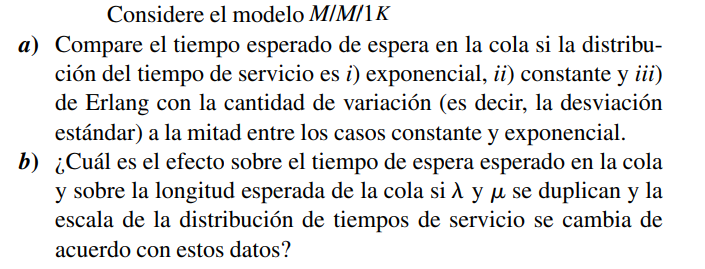 Considere el modelo M/M/1K
a) Compare el tiempo esperado de espera en la cola si la distribu-
ción del tiempo de servicio es i) exponencial, ii) constante y iii)
de Erlang con la cantidad de variación (es decir, la desviación
estándar) a la mitad entre los casos constante y exponencial.
b) ¿Cuál es el efecto sobre el tiempo de espera esperado en la cola
y sobre la longitud esperada de la cola si λ y μ se duplican y la
escala de la distribución de tiempos de servicio se cambia de
acuerdo con estos datos?